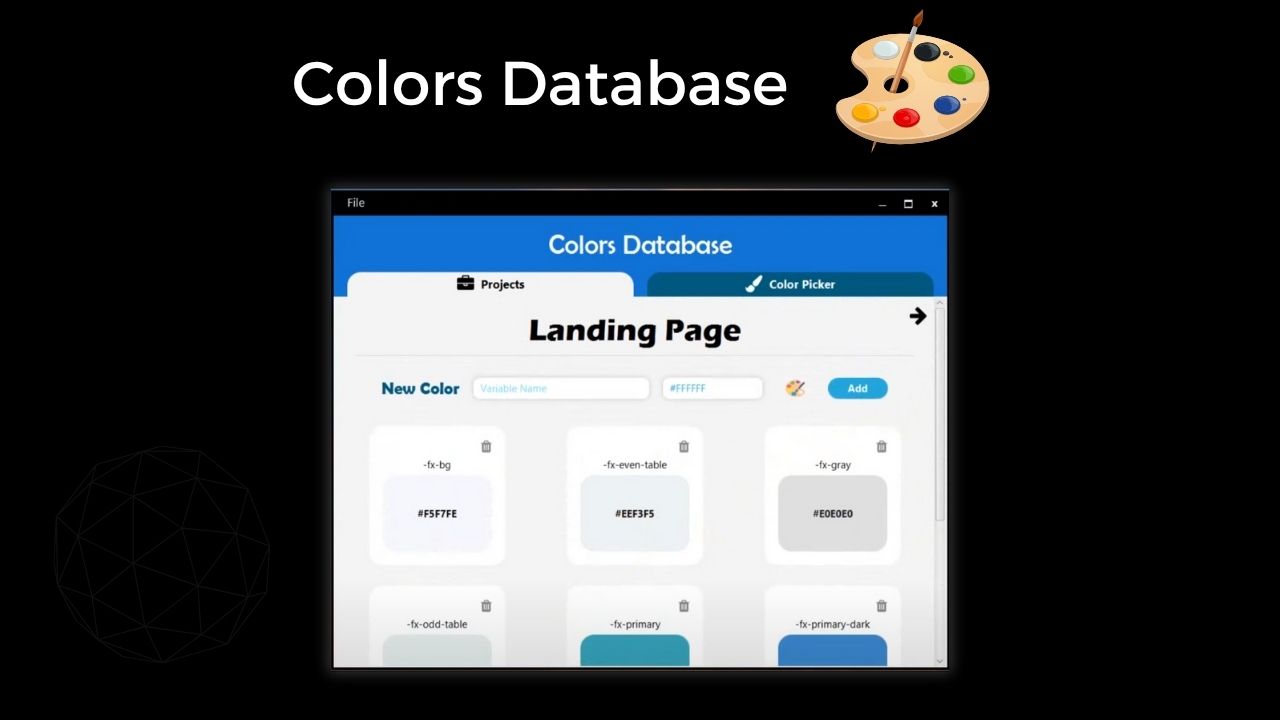 Colors Database
File
Colors Database
Projects Color Picker
Landing Page
New Color Variable Name #FFFFFF Add
-fx-bg -fx-even-table -fx-gray
#F5F7FE #EEF3F5 #E0E0E0
-fx-odd-table -fx-primary -fx-primary-dark